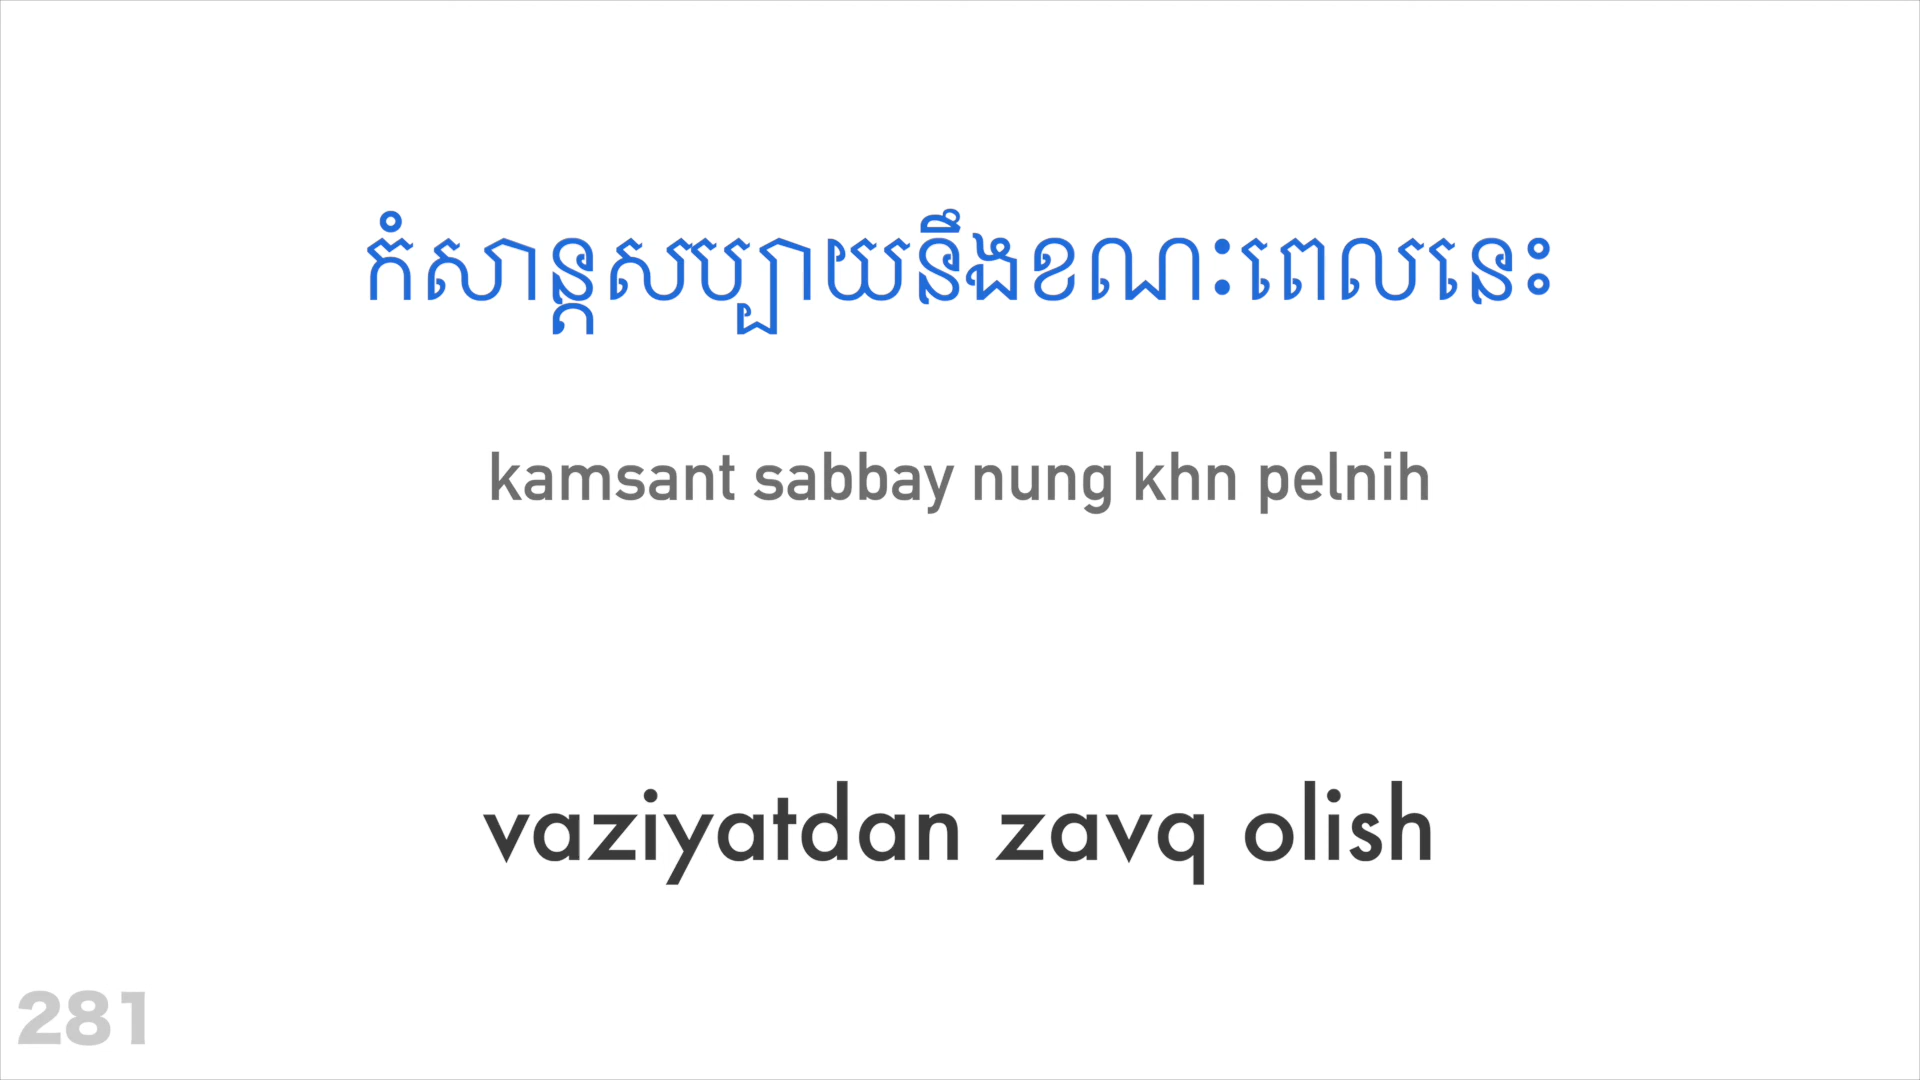 កំសាន្តសប្បាយនឹងខណៈពេលនេះ
kamsant sabbay nung khn pelnih
vaziyatdan zavq olish
281